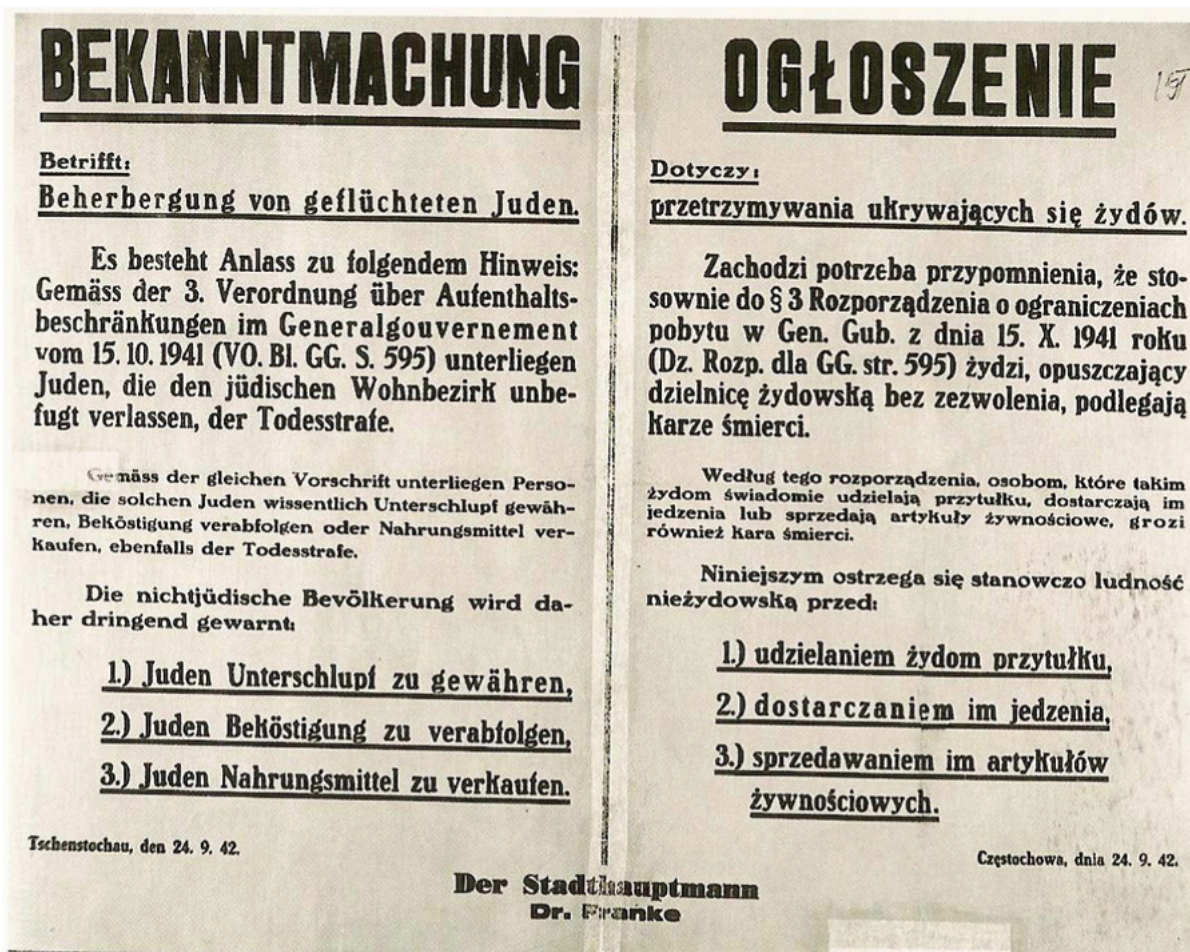 BEKANNTMACHUNG
Betrifft:
Beherbergung von geflüchteten Juden.
Es besteht Anlass zu folgendem Hinweis:
Gemäss der 3. Verordnung über Aufenthalts-
beschränkungen im Generalgouvernement
vom 15. 10. 1941 (VO. Bl. GG. S. 595) unterliegen
Juden, die den jüdischen Wohnbezirk unbe-
fugt verlassen, der Todesstrafe.
Gemäss der gleichen Vorschrift unterliegen Perso-
nen, die solchen Juden wissentlich Unterschlupf gewäh-
ren, Beköstigung verabfolgen oder Nahrungsmittel ver-
kaufen, ebenfalls der Todesstrafe.
Die nichtjüdische Bevölkerung wird da-
her dringend gewarnt:
1.) Juden Unterschlupf zu gewähren,
2.) Juden Beköstigung zu verabfolgen,
3.) Juden Nahrungsmittel zu verkaufen.
Tschenstochau, den 24. 9. 42.
OGŁOSZENIE
Dotyczy:
przetrzymywania ukrywających się żydów.
Zachodzi potrzeba przypomnienia, że sto-
sownie do § 3 Rozporządzenia o ograniczeniach
pobytu w Gen. Gub. z dnia 15. X. 1941 roku
(Dz. Rozp. dla GG. str. 595) żydzi, opuszczający
dzielnicę żydowską bez zezwolenia, podlegają
karze śmierci.
Według tego rozporządzenia, osobom, które takim
żydom świadomie udzielają przytułku, dostarczają im
jedzenia lub sprzedają artykuły żywnościowe, grozi
również kara śmierci.
Niniejszym ostrzega się stanowczo ludność
nieżydowską przed:
1.) udzielaniem żydom przytułku,
2.) dostarczaniem im jedzenia,
3.) sprzedawaniem im artykułów
żywnościowych.
Częstochowa, dnia 24. 9. 42.
Der Stadthauptmann
Dr. Franke